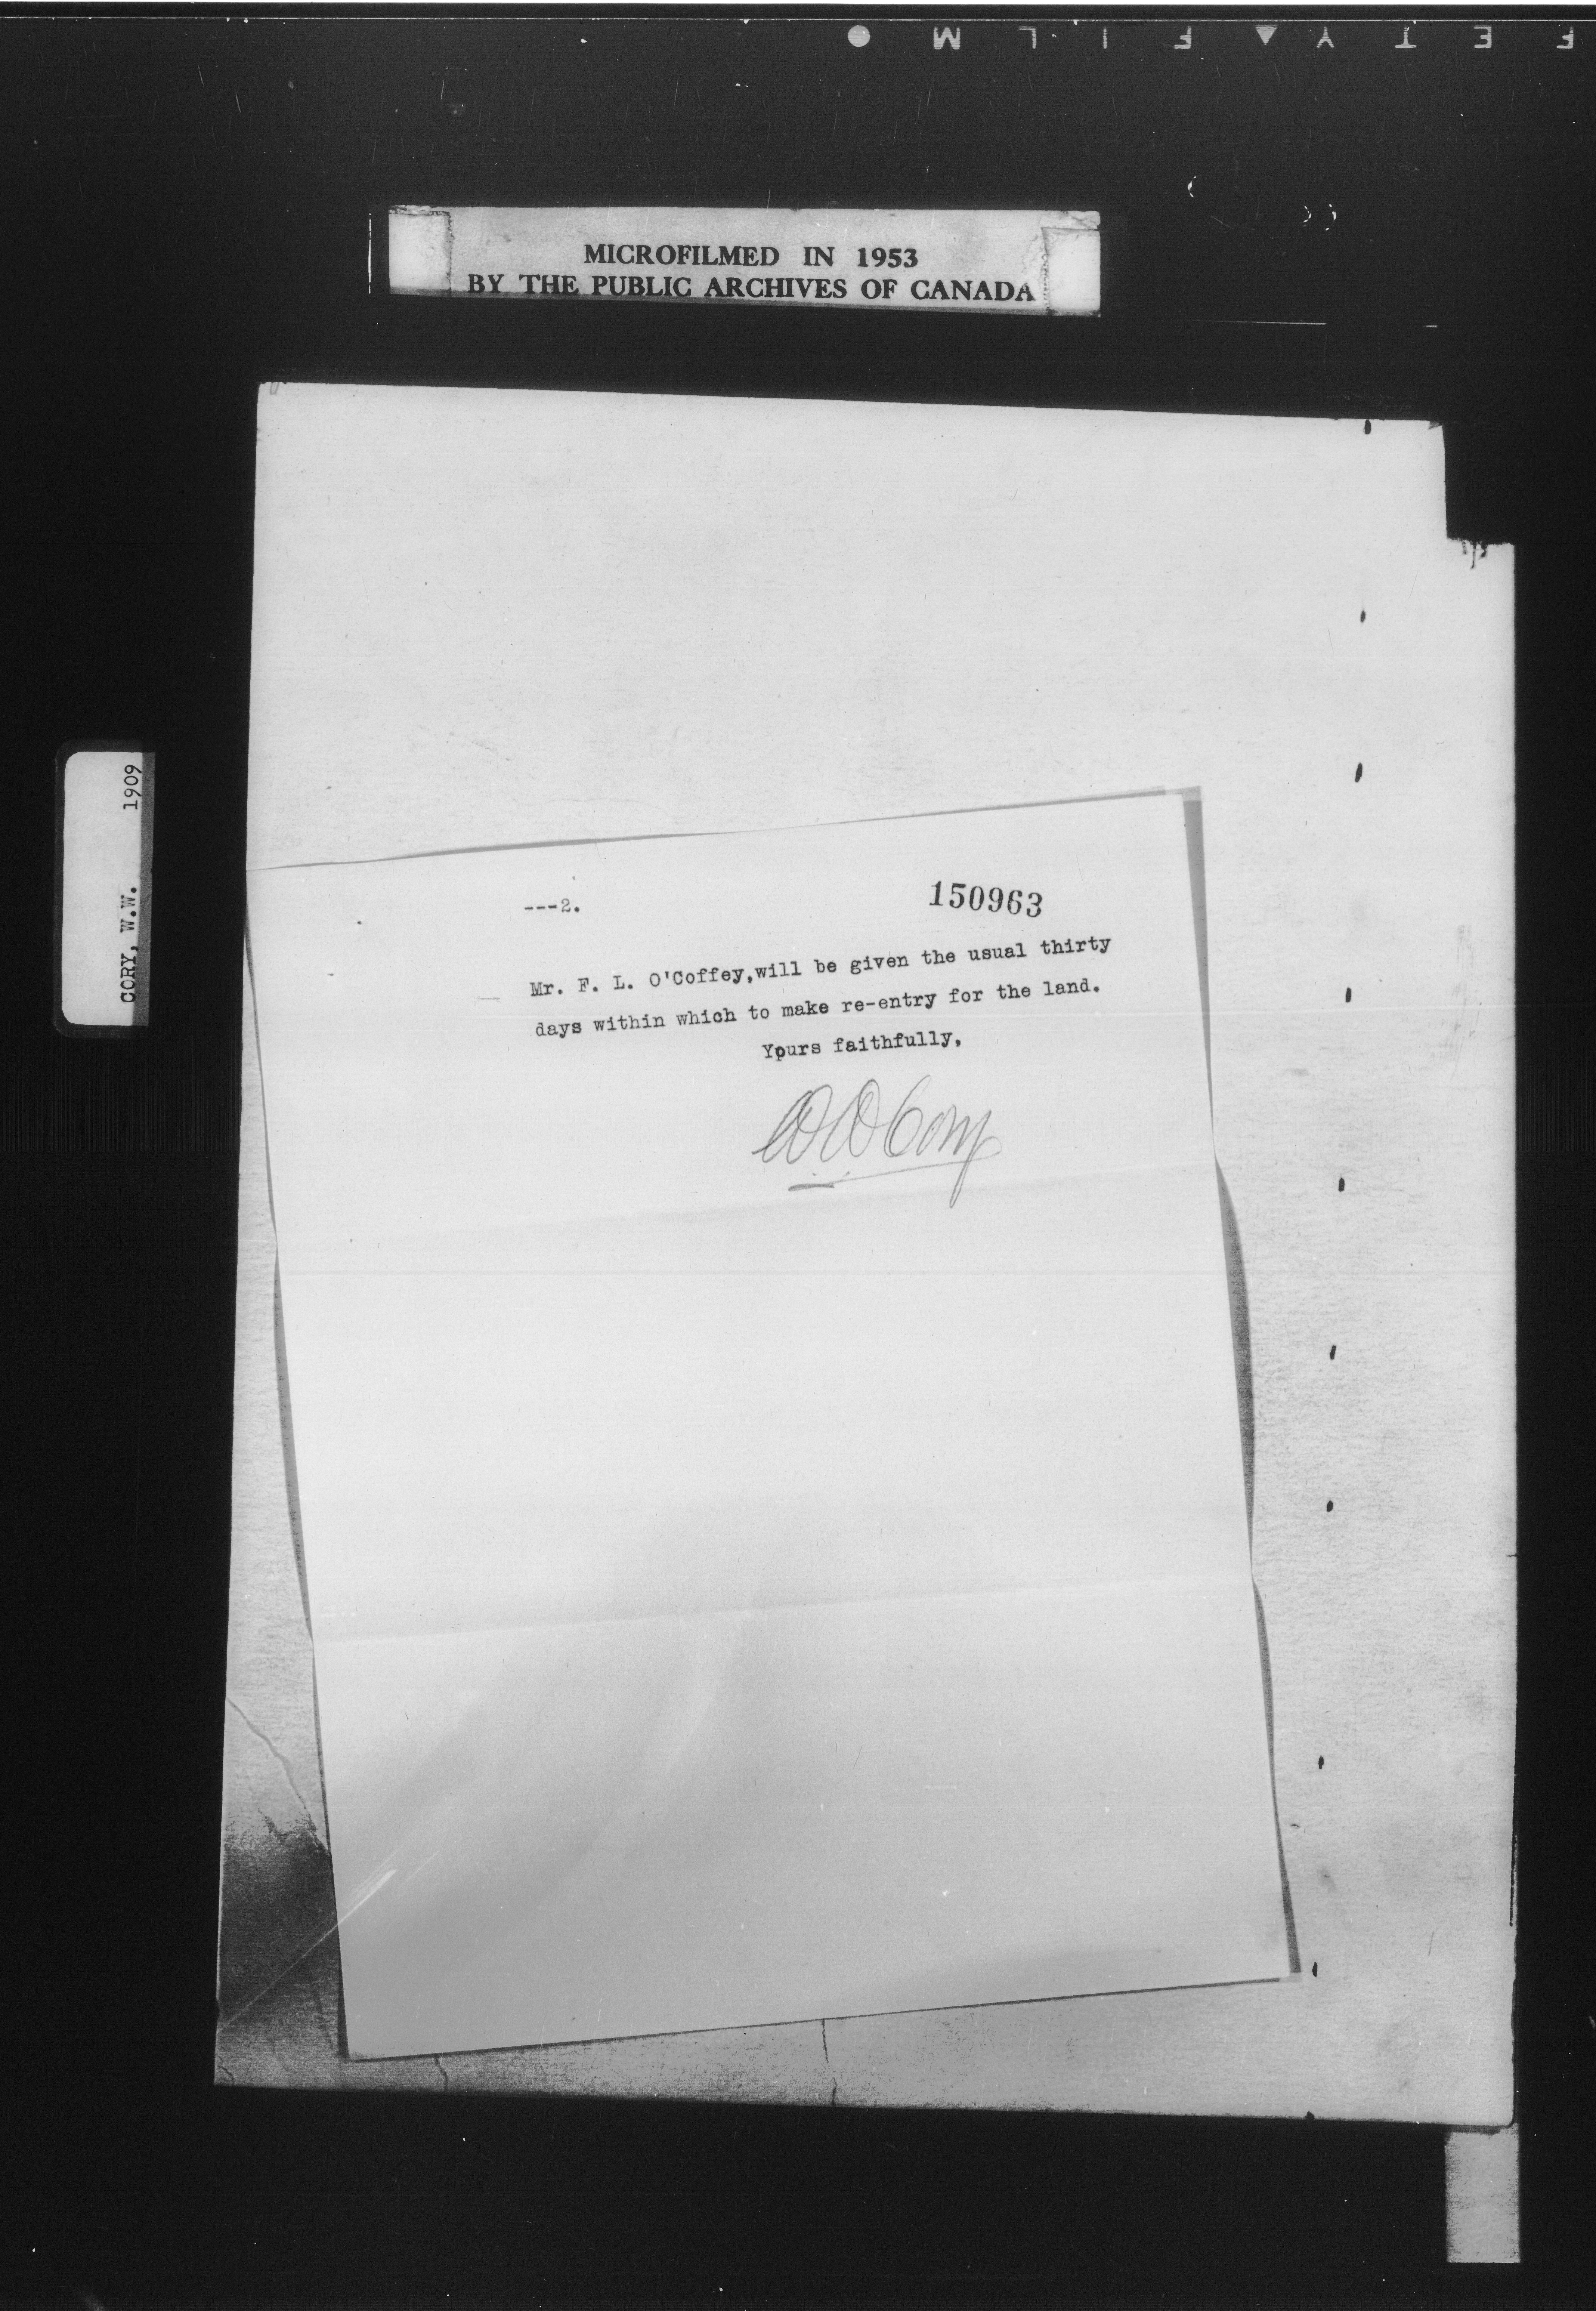 F E T Y ▲ F I L M ●
MICROFILMED IN 1953
BY THE PUBLIC ARCHIVES OF CANADA
CORY, W.W. 1909
---2.
150963
Mr. F. L. O'Coffey,will be given the usual thirty
days within which to make re-entry for the land.
Yours faithfully,
WWCory